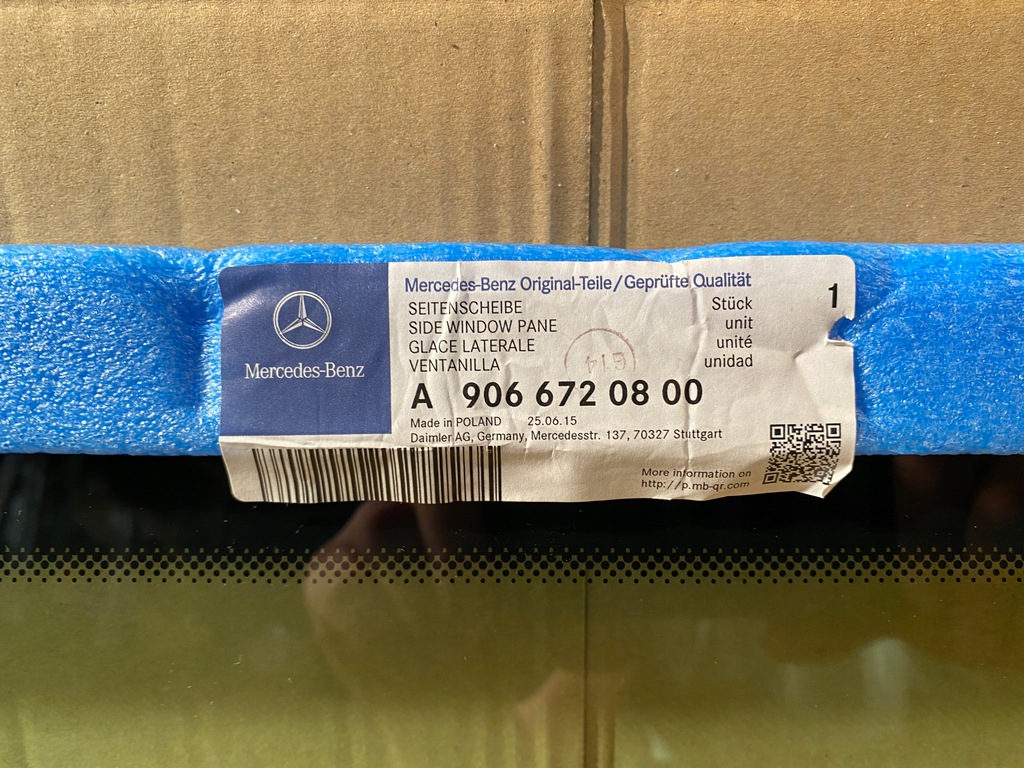 Mercedes-Benz
Mercedes-Benz Original-Teile/Geprüfte Qualität
SEITENSCHEIBE Stück 1
SIDE WINDOW PANE unit
GLACE LATERALE unité
VENTANILLA unidad
G14
A 906 672 08 00
Made in POLAND 25.06.15
Daimler AG, Germany, Mercedesstr. 137, 70327 Stuttgart
More information on
http://p.mb-qr.com